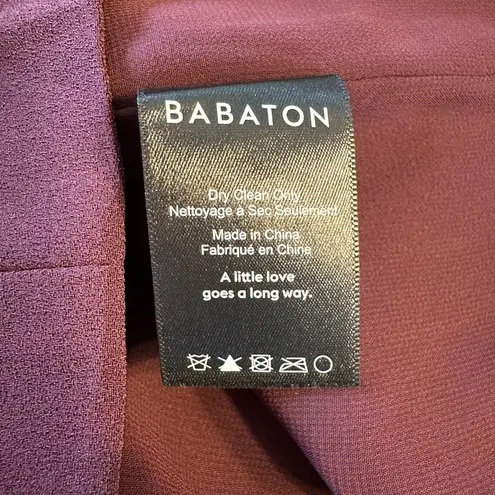 BABATON
Dry Clean Only
Nettoyage à Sec Seulement
Made in China
Fabriqué en Chine
A little love
goes a long way.